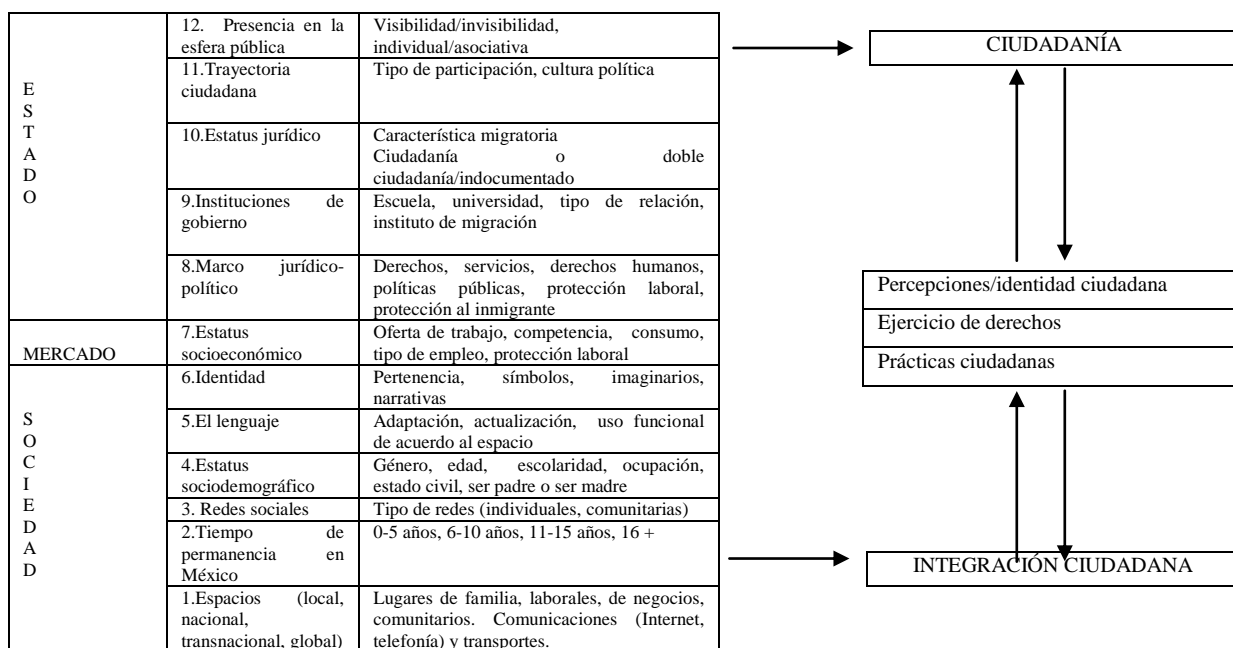 ESTADO
12. Presencia en la
esfera pública
Visibilidad/invisibilidad,
individual/asociativa
11.Trayectoria
ciudadana
Tipo de participación, cultura política
10.Estatus jurídico
Característica migratoria
Ciudadanía o doble
ciudadanía/indocumentado
9.Instituciones de
gobierno
Escuela, universidad, tipo de relación,
instituto de migración
8.Marco jurídico-
político
Derechos, servicios, derechos humanos,
políticas públicas, protección laboral,
protección al inmigrante
MERCADO
7.Estatus
socioeconómico
Oferta de trabajo, competencia, consumo,
tipo de empleo, protección laboral
SOCIEDAD
6.Identidad
Pertenencia, símbolos, imaginarios,
narrativas
5.El lenguaje
Adaptación, actualización, uso funcional
de acuerdo al espacio
4.Estatus
sociodemográfico
Género, edad, escolaridad, ocupación,
estado civil, ser padre o ser madre
3. Redes sociales
Tipo de redes (individuales, comunitarias)
2.Tiempo de
permanencia en
México
0-5 años, 6-10 años, 11-15 años, 16 +
1.Espacios (local,
nacional,
transnacional, global)
Lugares de familia, laborales, de negocios,
comunitarios. Comunicaciones (Internet,
telefonía) y transportes.
CIUDADANÍA
Percepciones/identidad ciudadana
Ejercicio de derechos
Prácticas ciudadanas
INTEGRACIÓN CIUDADANA